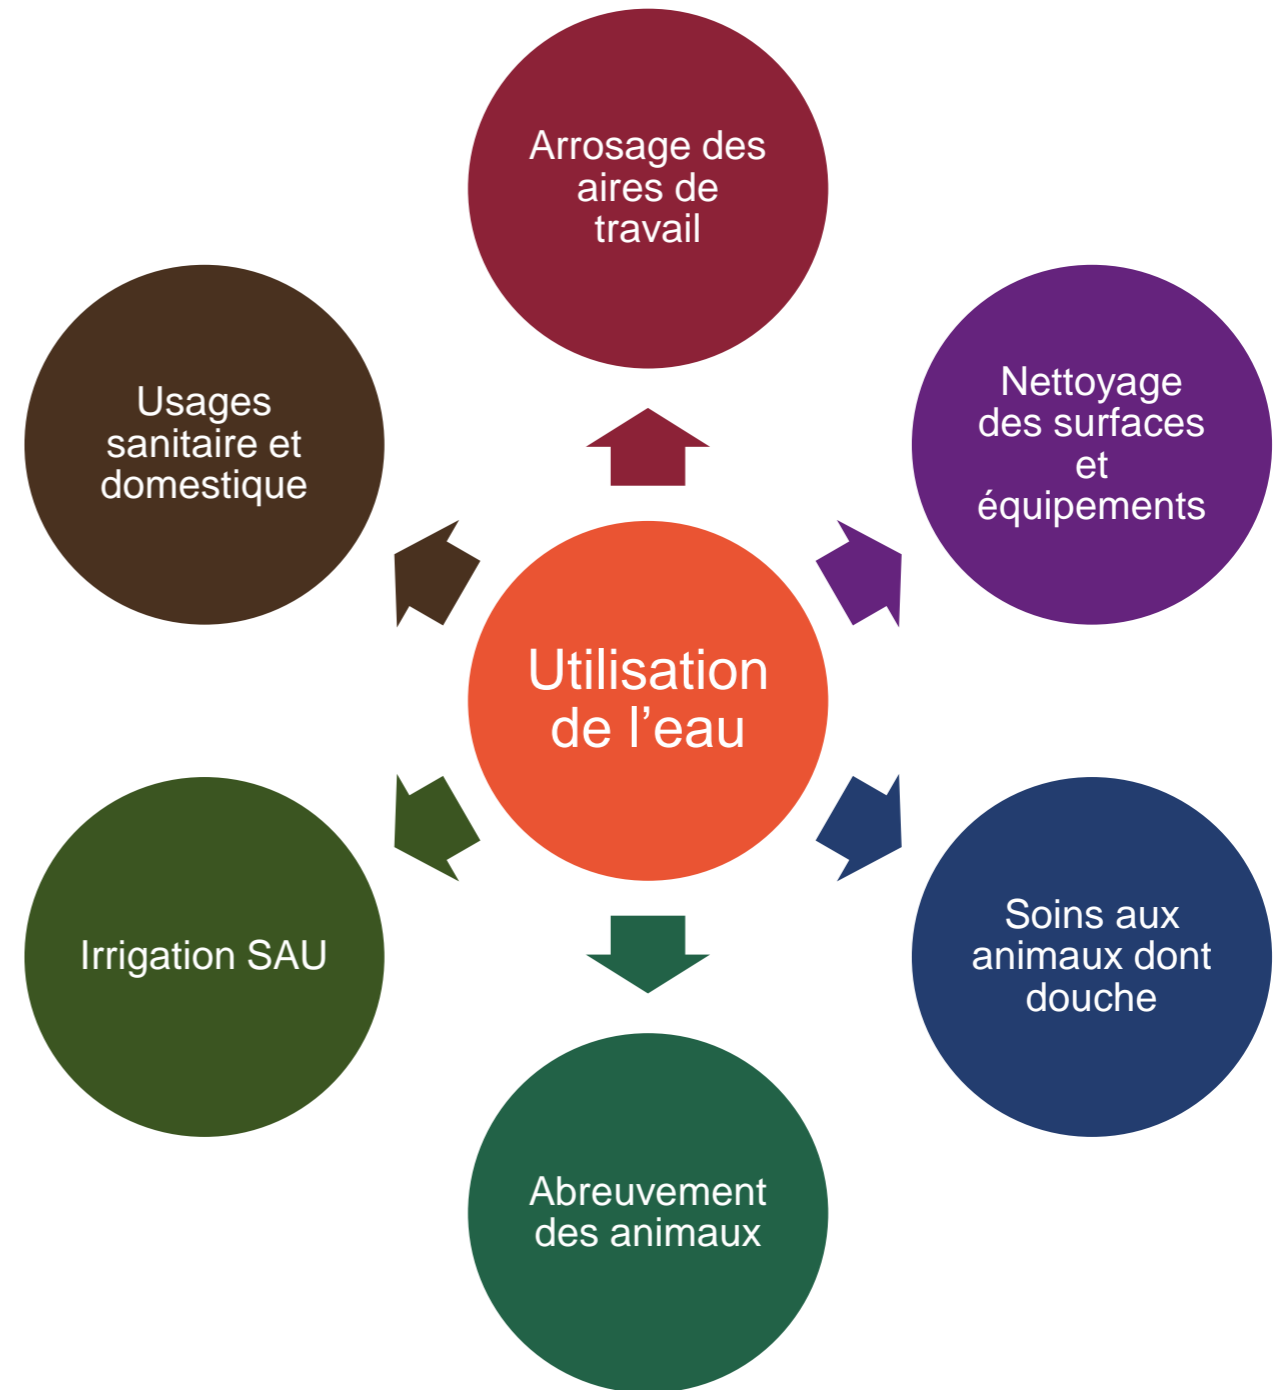 Arrosage des
aires de
travail
Nettoyage
des surfaces
et
équipements
Soins aux
animaux dont
douche
Abreuvement
des animaux
Irrigation SAU
Usages
sanitaire et
domestique
Utilisation
de l’eau